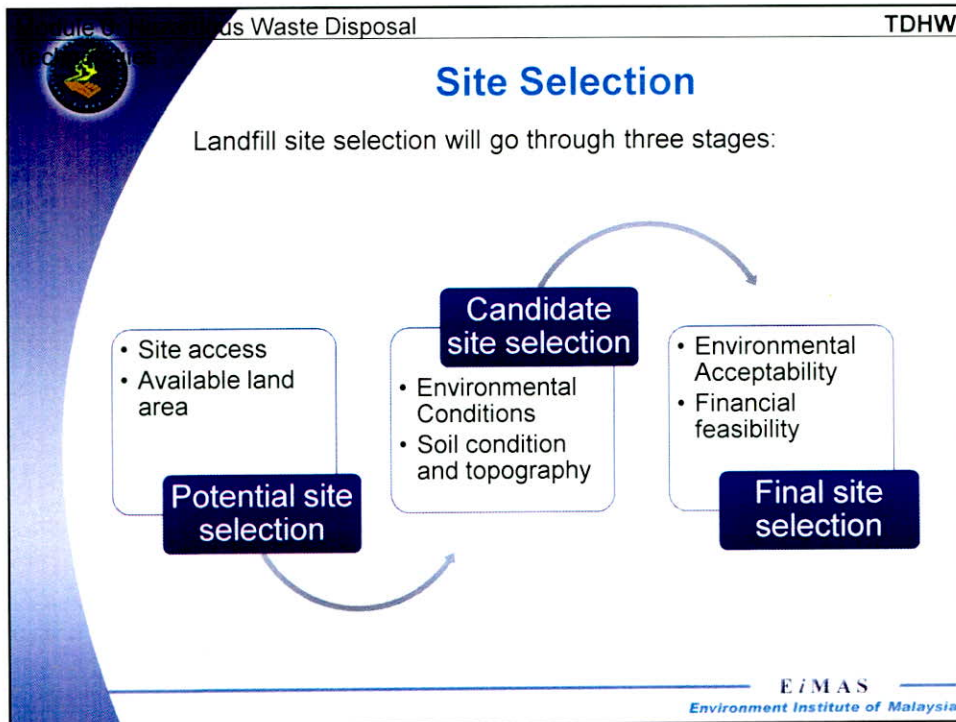 Hazardous Waste Disposal
TDHW
Site Selection
Landfill site selection will go through three stages:
• Site access
• Available land
area
Potential site
selection
Candidate
site selection
• Environmental
Conditions
• Soil condition
and topography
• Environmental
Acceptability
• Financial
feasibility
Final site
selection
EiMAS
Environment Institute of Malaysia